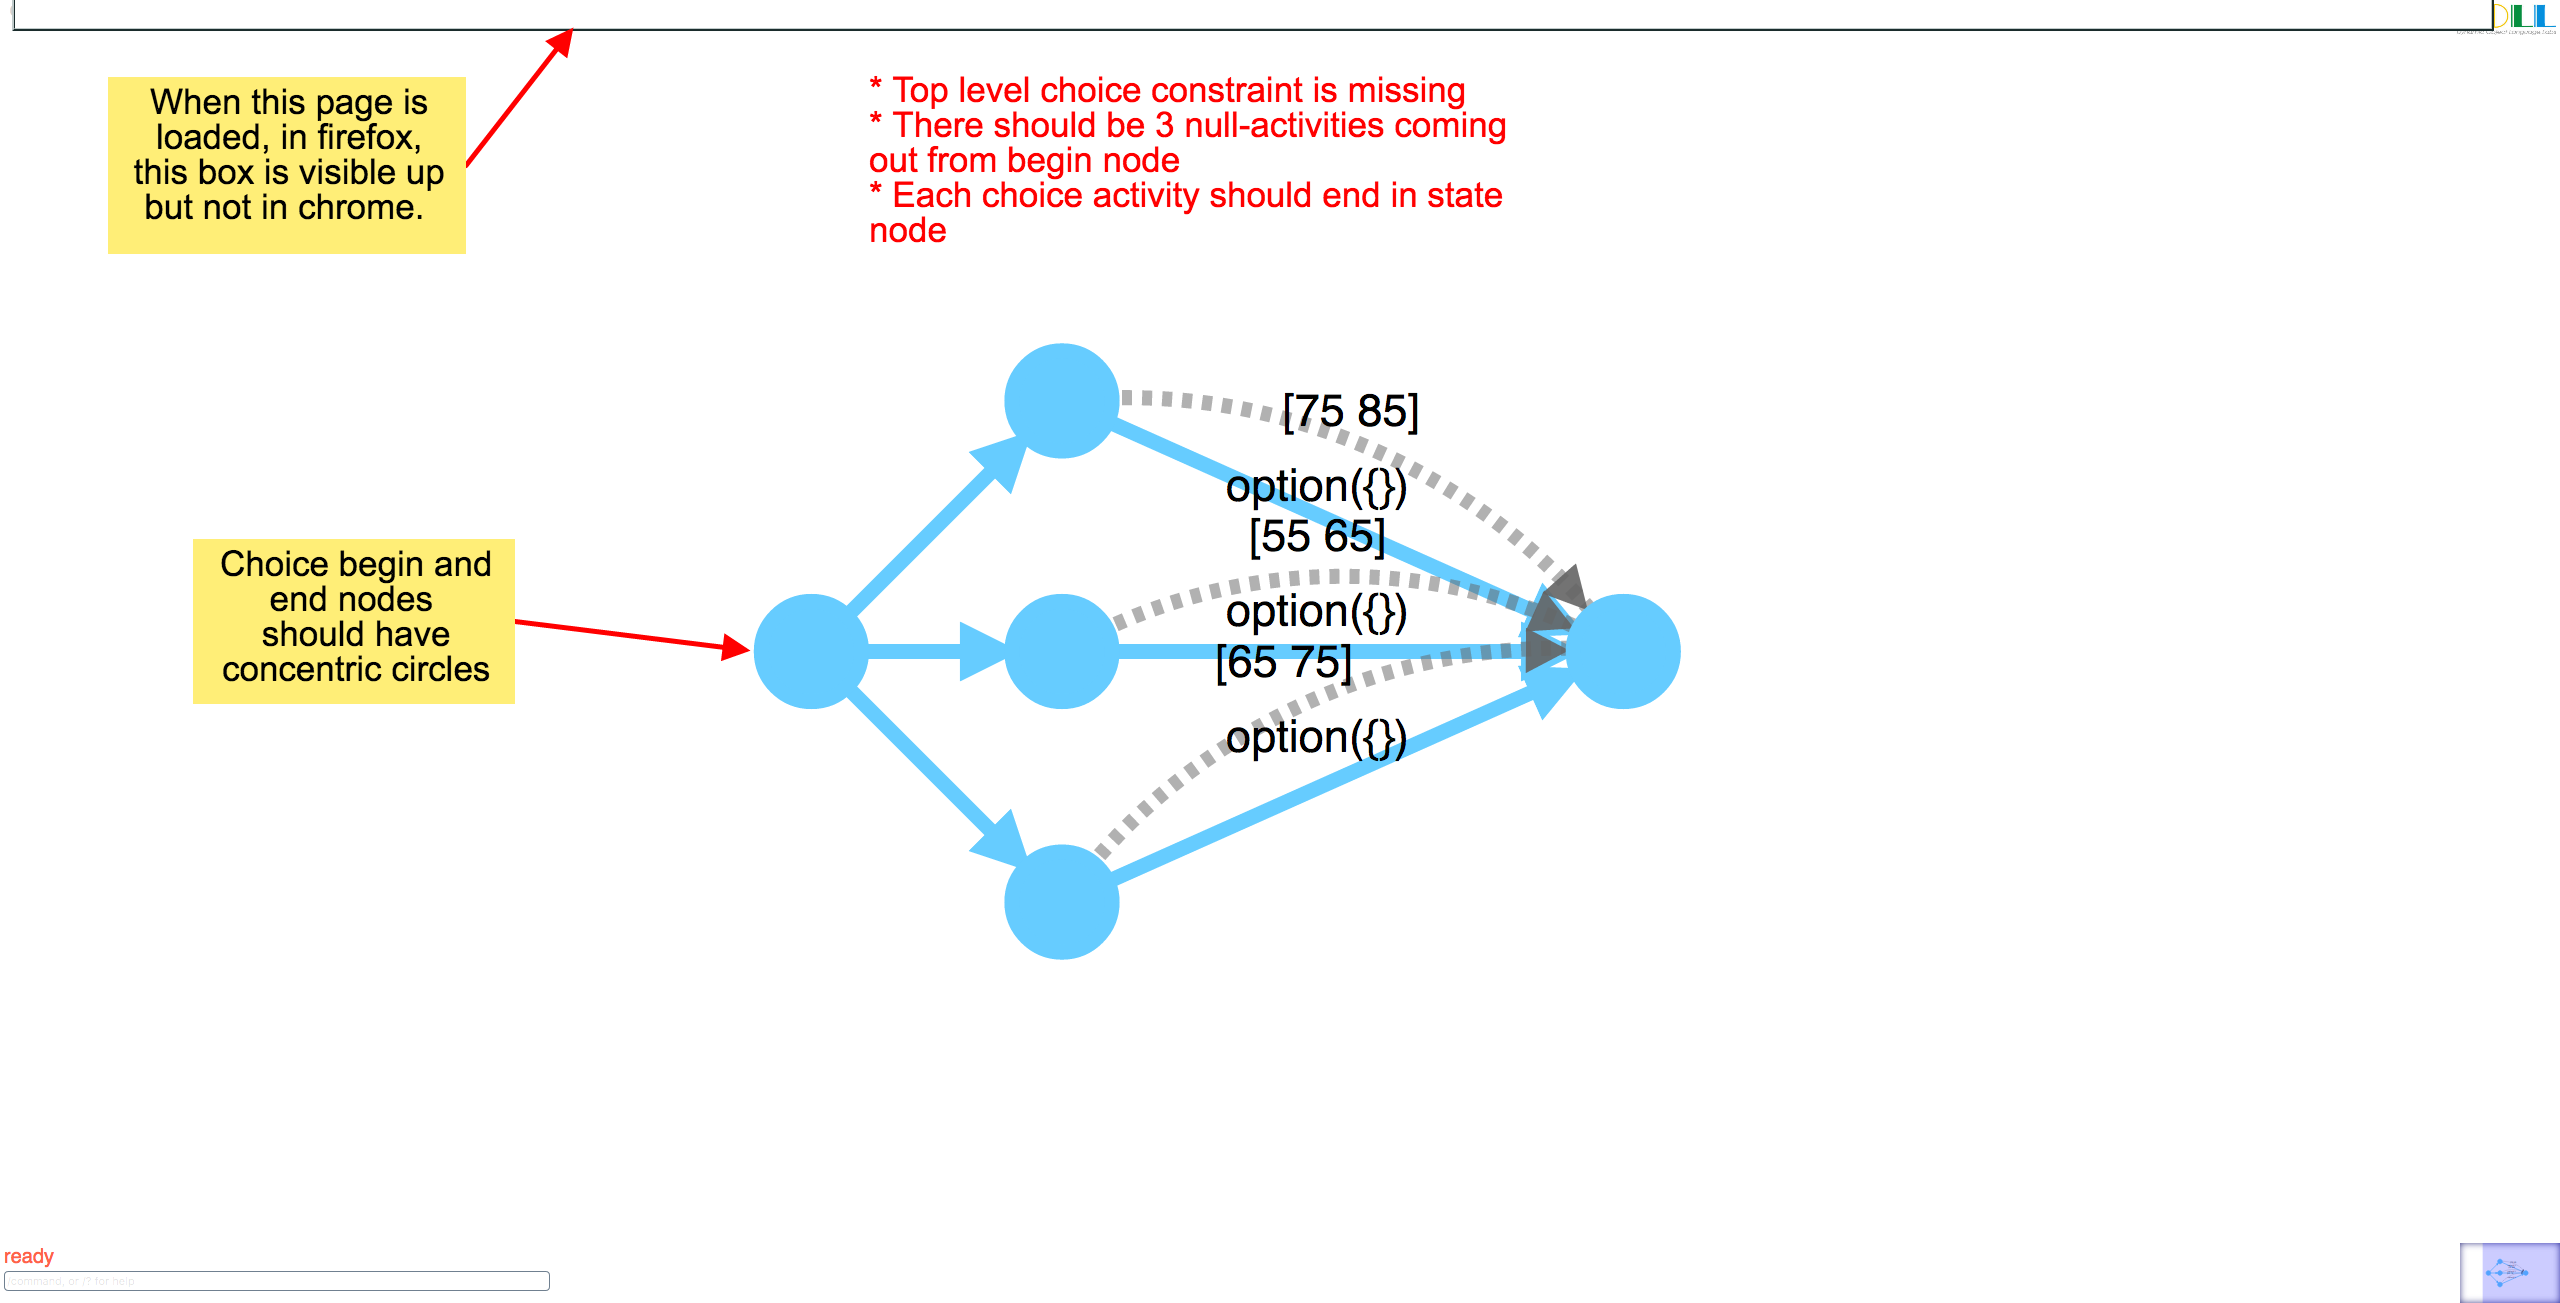 When this page is
loaded, in firefox,
this box is visible up
but not in chrome.
* Top level choice constraint is missing
* There should be 3 null-activities coming
out from begin node
* Each choice activity should end in state
node
[75 85]
option({})
[55 65]
option({})
[65 75]
option({})
Choice begin and
end nodes
should have
concentric circles
ready
/command, or /? for help